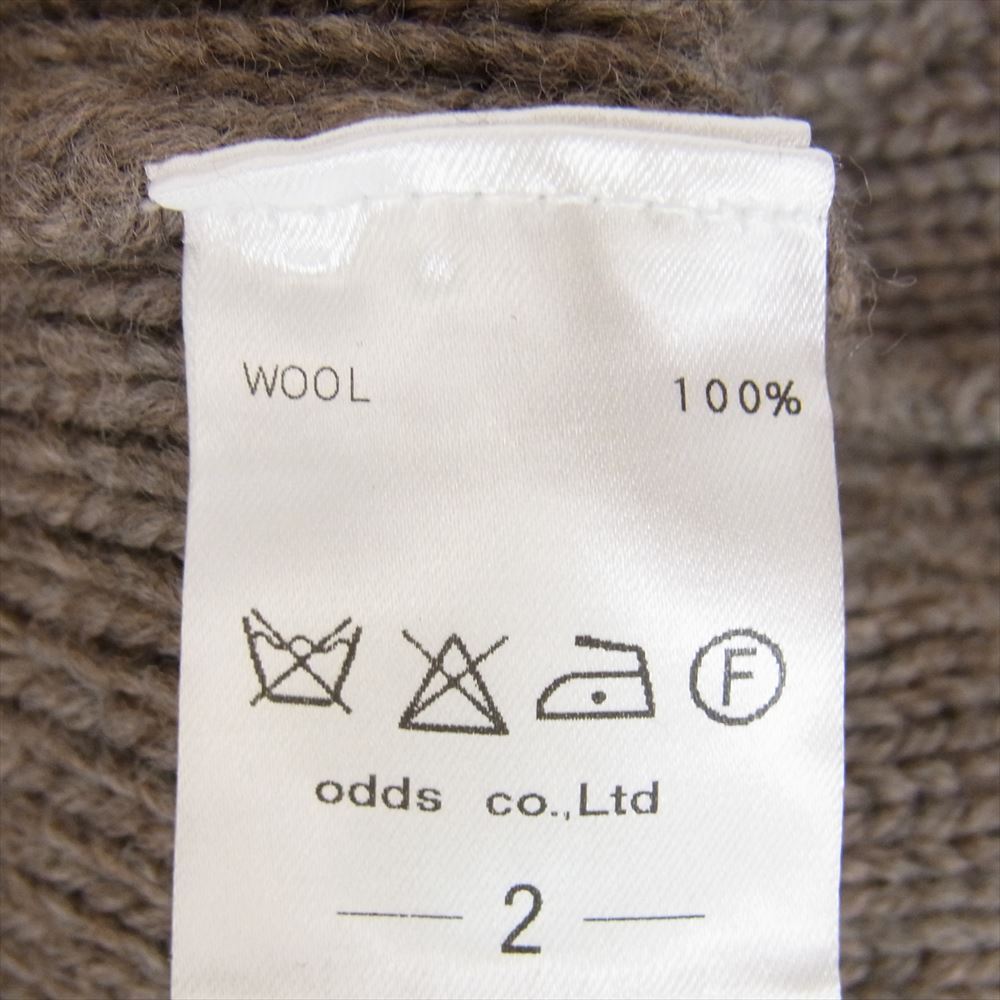 WOOL 100%
F
odds co.,Ltd
— 2 —